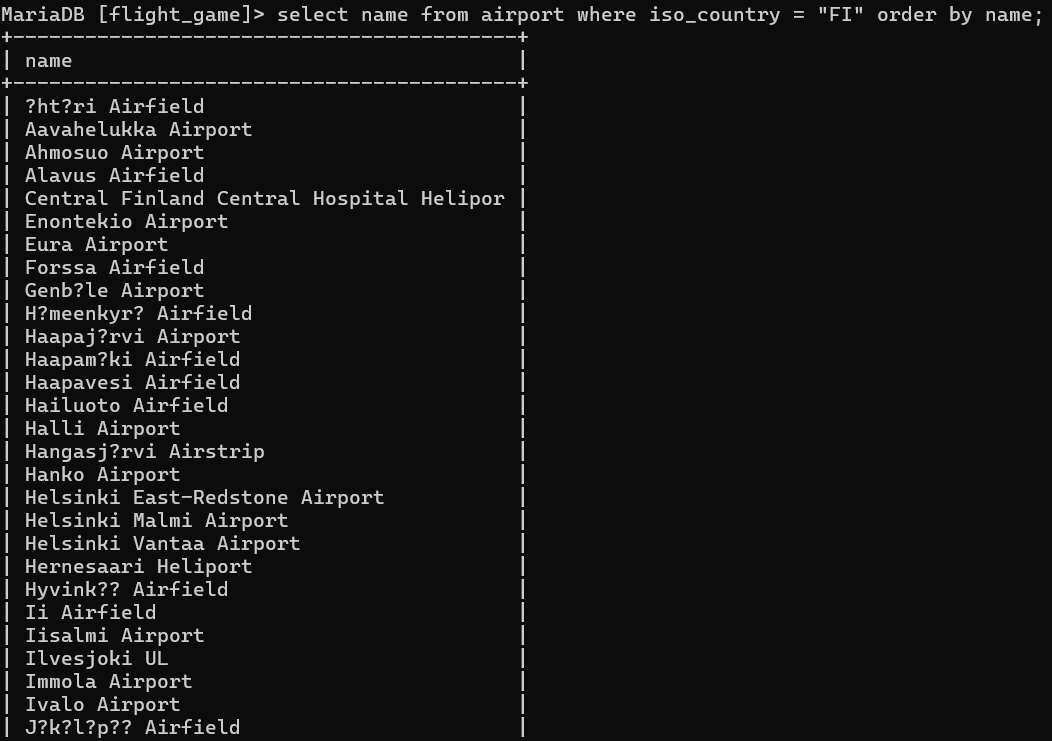 MariaDB [flight_game]> select name from airport where iso_country = "FI" order by name;
+-----------------------------------------+
| name |
+-----------------------------------------+
| ?ht?ri Airfield |
| Aavahelukka Airport |
| Ahmosuo Airport |
| Alavus Airfield |
| Central Finland Central Hospital Helipor |
| Enontekio Airport |
| Eura Airport |
| Forssa Airfield |
| Genb?le Airport |
| H?meenkyr? Airfield |
| Haapaj?rvi Airport |
| Haapam?ki Airfield |
| Haapavesi Airfield |
| Hailuoto Airfield |
| Halli Airport |
| Hangasj?rvi Airstrip |
| Hanko Airport |
| Helsinki East-Redstone Airport |
| Helsinki Malmi Airport |
| Helsinki Vantaa Airport |
| Hernesaari Heliport |
| Hyvink?? Airfield |
| Ii Airfield |
| Iisalmi Airport |
| Ilvesjoki UL |
| Immola Airport |
| Ivalo Airport |
| J?k?l?p?? Airfield |